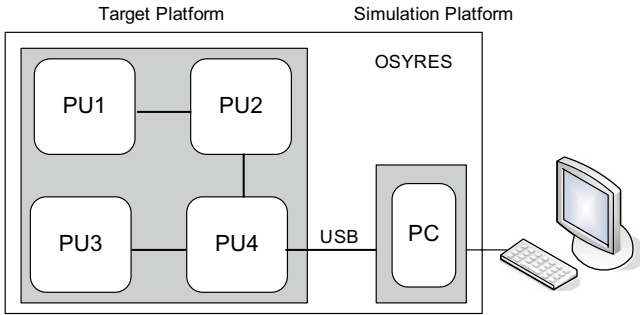 Target Platform
Simulation Platform
OSYRES
PU1
PU2
PU3
PU4
USB
PC